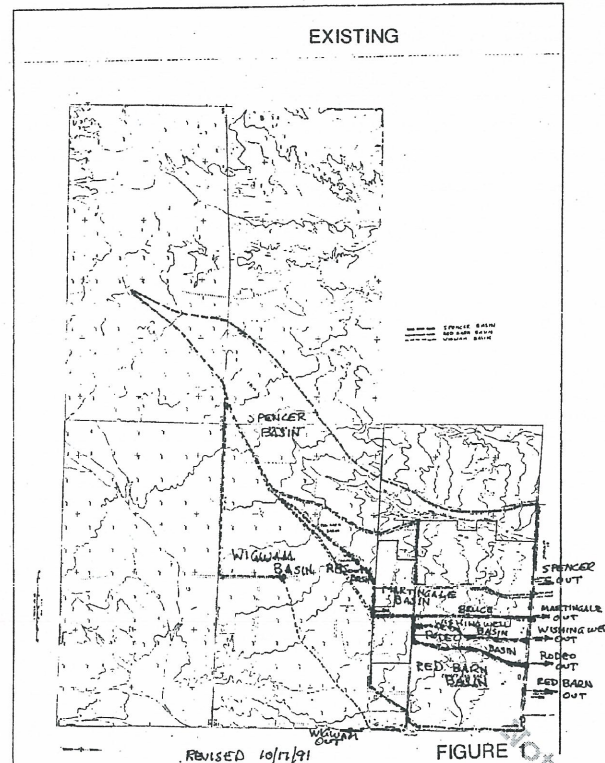 EXISTING
SPENCER BASIN
RED BARN BASIN
WIGWAM BASIN
SPENCER
BASIN
WIGWAM
BASIN
BASIN
MARTINGALE
BASIN
BRUCE
WISHING WELL
BASIN
RODEO
BASIN
RED BARN
BASIN
SPENCER
OUT
MARTINGALE
OUT
WISHING WELL
OUT
RODEO
OUT
RED BARN
OUT
WIGWAM
OUT
REVISED 10/17/91
FIGURE 1